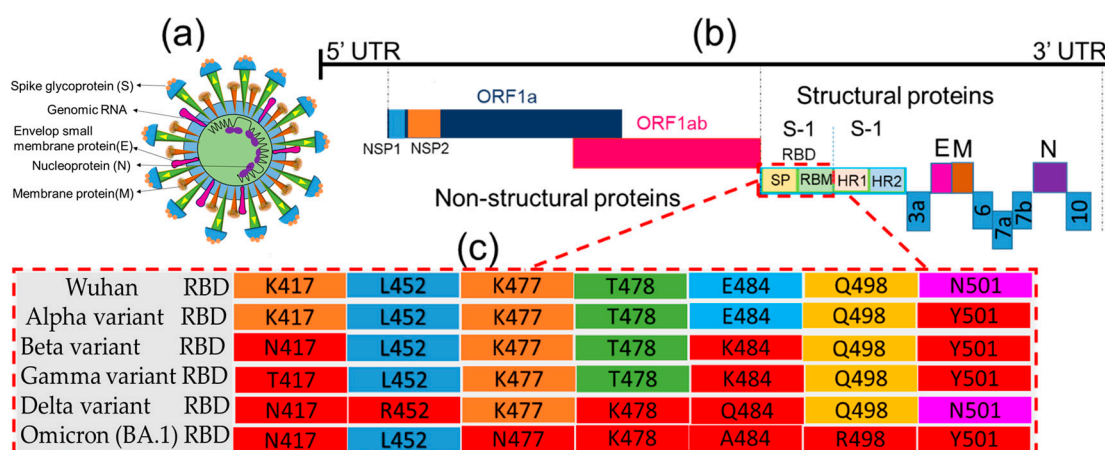 (a)
Spike glycoprotein (S)
Genomic RNA
Envelop small
membrane protein(E)
Nucleoprotein (N)
Membrane protein(M)
(b)
5' UTR
3' UTR
ORF1a
NSP1
NSP2
ORF1ab
Non-structural proteins
Structural proteins
S-1
S-1
RBD
SP
RBM
HR1
HR2
3a
E
M
6
7a
7b
N
10
(c)
Wuhan RBD K417 L452 K477 T478 E484 Q498 N501
Alpha variant RBD K417 L452 K477 T478 E484 Q498 Y501
Beta variant RBD N417 L452 K477 T478 K484 Q498 Y501
Gamma variant RBD T417 L452 K477 T478 K484 Q498 Y501
Delta variant RBD N417 R452 K477 K478 Q484 Q498 N501
Omicron (BA.1) RBD N417 L452 N477 K478 A484 R498 Y501